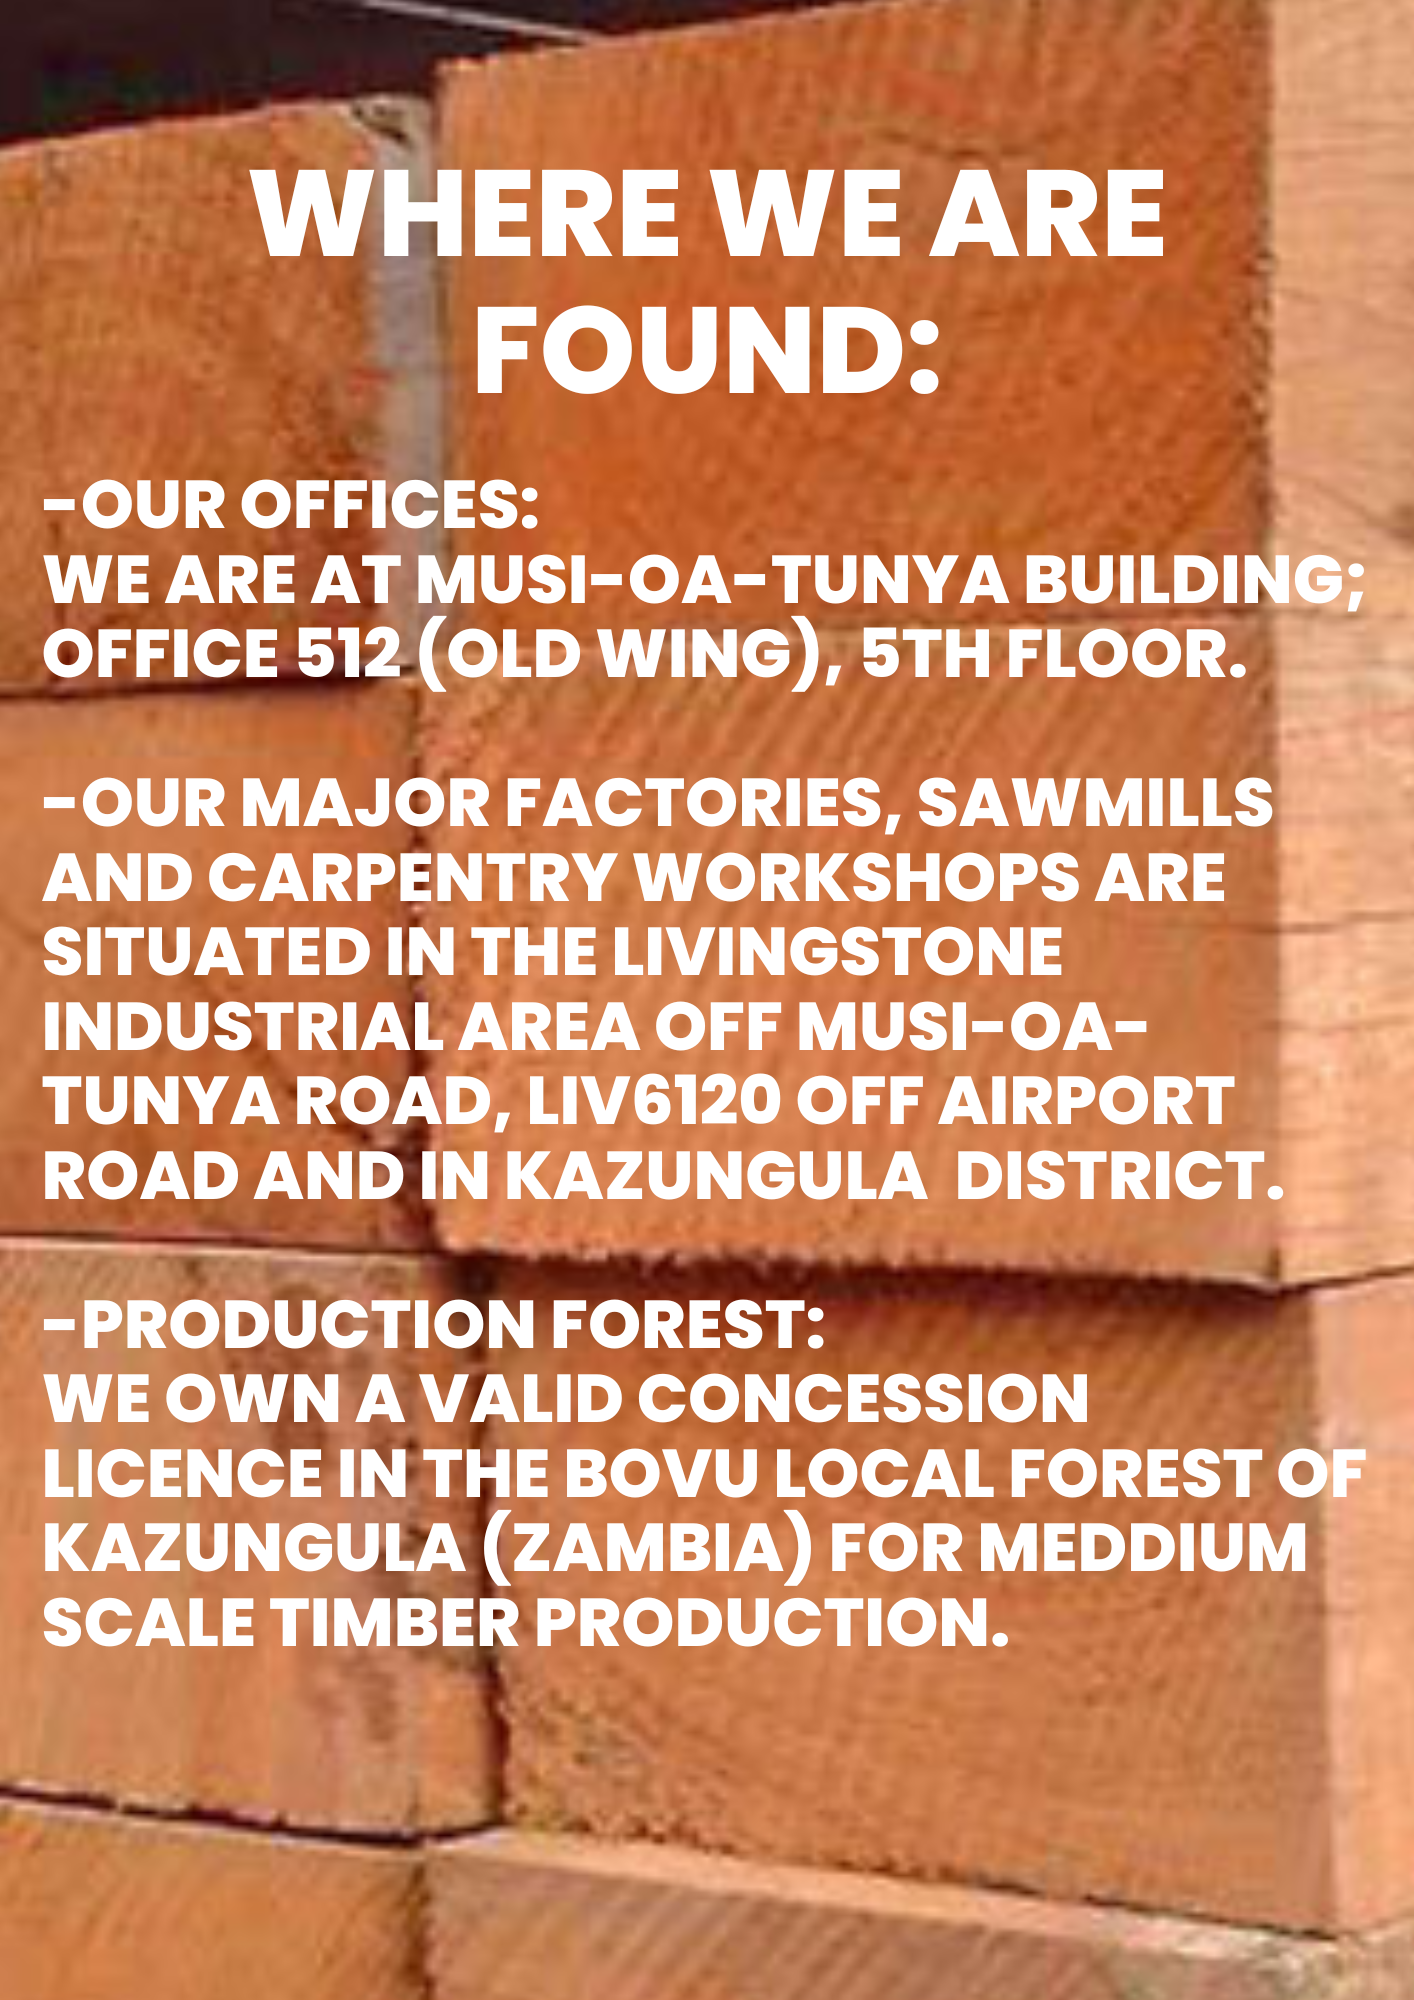 WHERE WE ARE
FOUND:
-OUR OFFICES:
WE ARE AT MUSI-OA-TUNYA BUILDING;
OFFICE 512 (OLD WING), 5TH FLOOR.
-OUR MAJOR FACTORIES, SAWMILLS
AND CARPENTRY WORKSHOPS ARE
SITUATED IN THE LIVINGSTONE
INDUSTRIAL AREA OFF MUSI-OA-
TUNYA ROAD, LIV6120 OFF AIRPORT
ROAD AND IN KAZUNGULA  DISTRICT.
-PRODUCTION FOREST:
WE OWN A VALID CONCESSION
LICENCE IN THE BOVU LOCAL FOREST OF
KAZUNGULA (ZAMBIA) FOR MEDDIUM
SCALE TIMBER PRODUCTION.